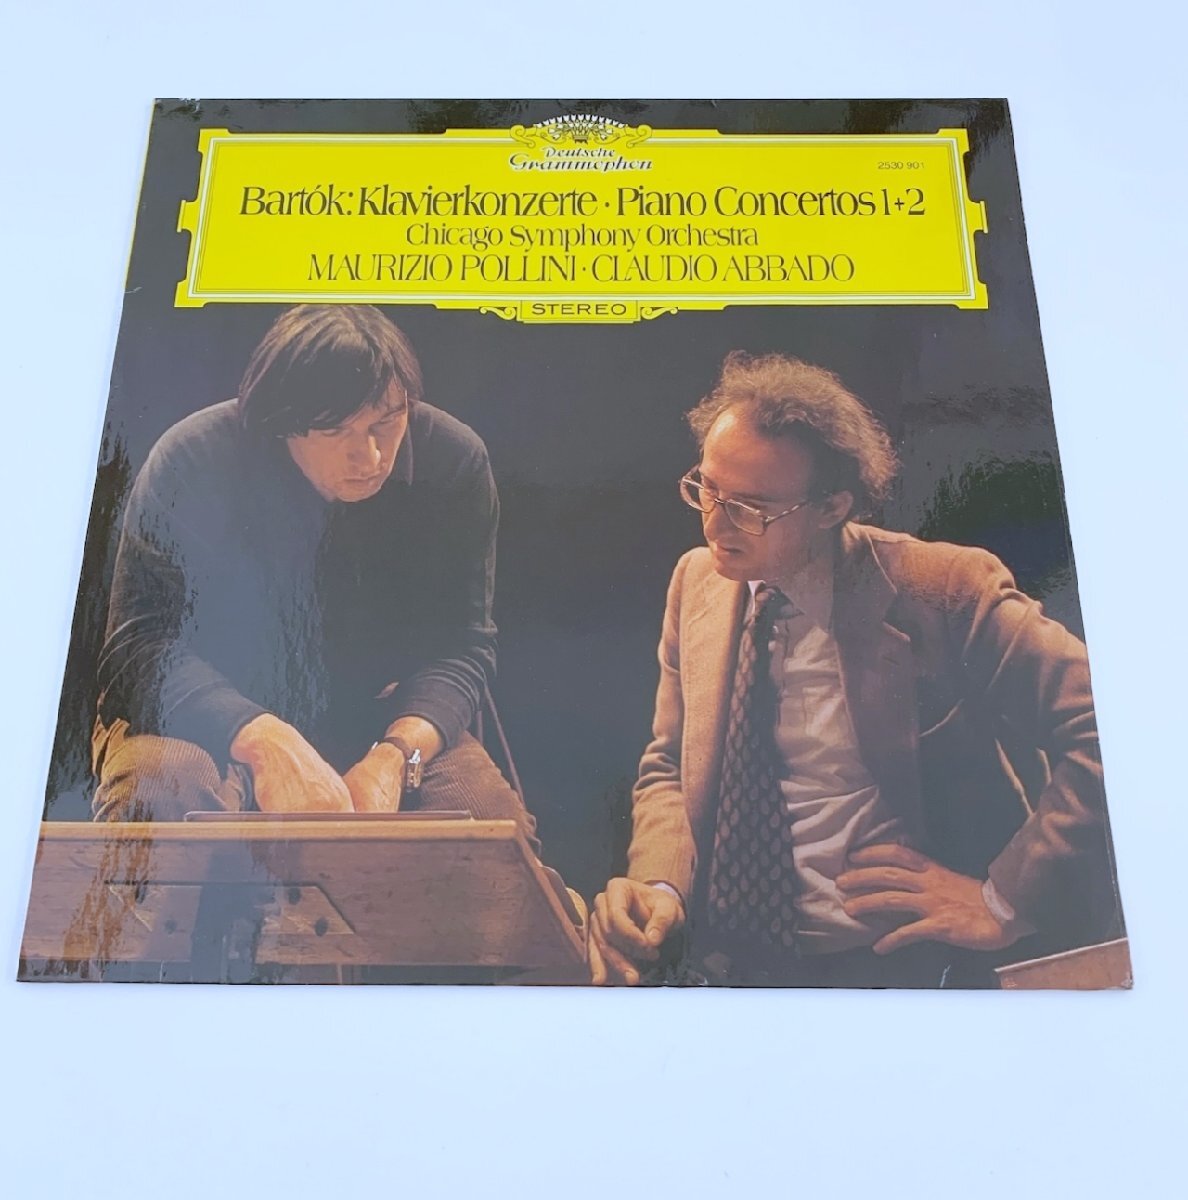 Deutsche
Grammophon
2530 901
Bartók: Klavierkonzerte · Piano Concertos 1+2
Chicago Symphony Orchestra
MAURIZIO POLLINI · CLAUDIO ABBADO
STEREO